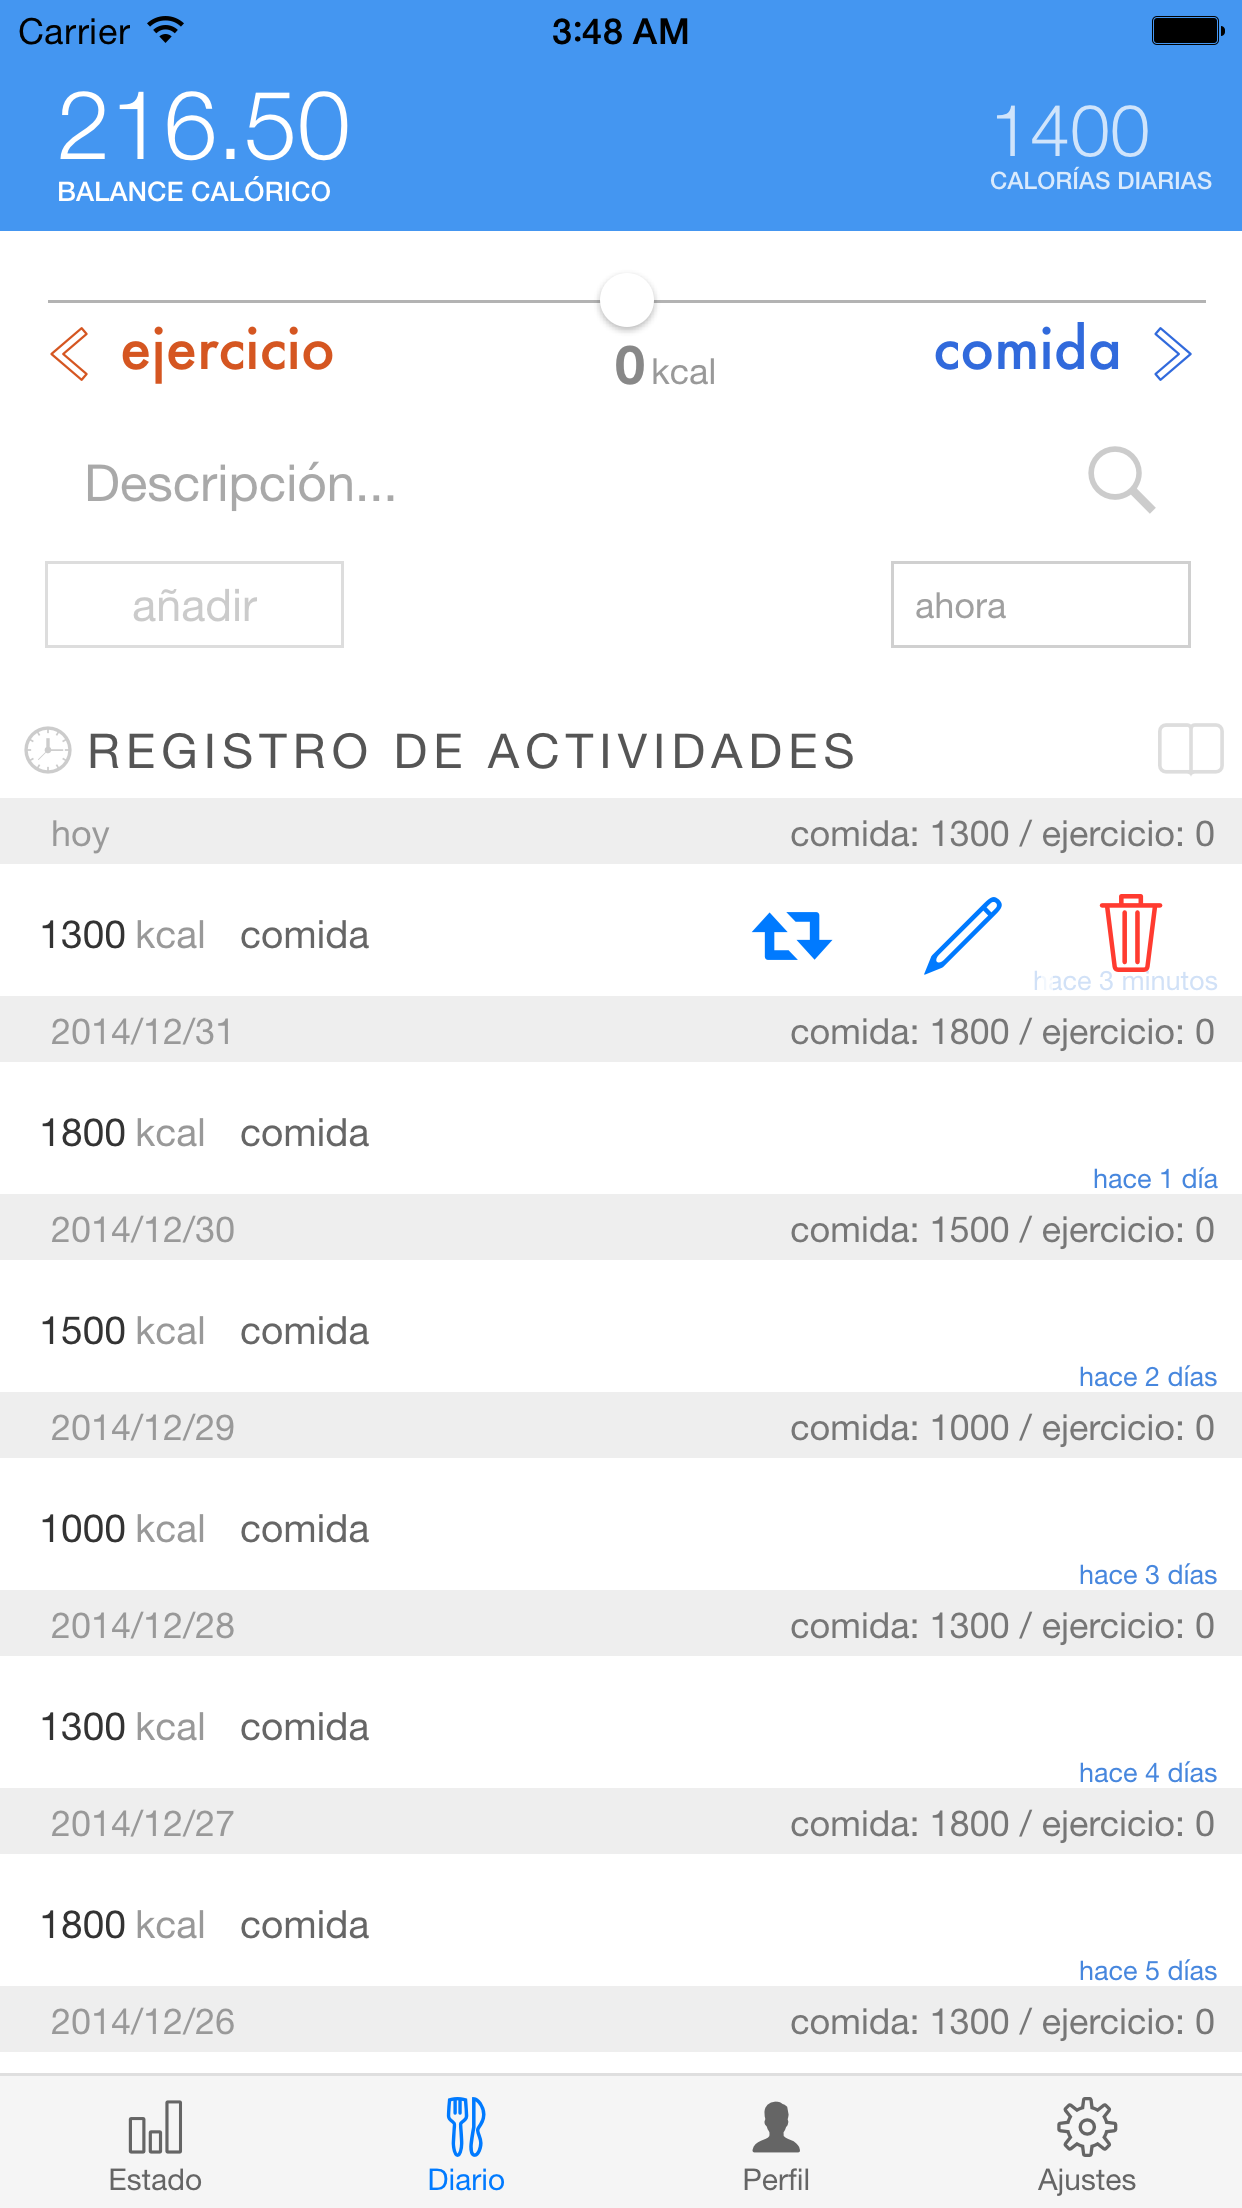 Carrier 3:48 AM
216.50 1400
BALANCE CALÓRICO CALORÍAS DIARIAS
ejercicio 0 kcal comida
Descripción...
añadir ahora
REGISTRO DE ACTIVIDADES
hoy comida: 1300 / ejercicio: 0
1300 kcal comida
hace 3 minutos
2014/12/31 comida: 1800 / ejercicio: 0
1800 kcal comida
hace 1 día
2014/12/30 comida: 1500 / ejercicio: 0
1500 kcal comida
hace 2 días
2014/12/29 comida: 1000 / ejercicio: 0
1000 kcal comida
hace 3 días
2014/12/28 comida: 1300 / ejercicio: 0
1300 kcal comida
hace 4 días
2014/12/27 comida: 1800 / ejercicio: 0
1800 kcal comida
hace 5 días
2014/12/26 comida: 1300 / ejercicio: 0
Estado Diario Perfil Ajustes